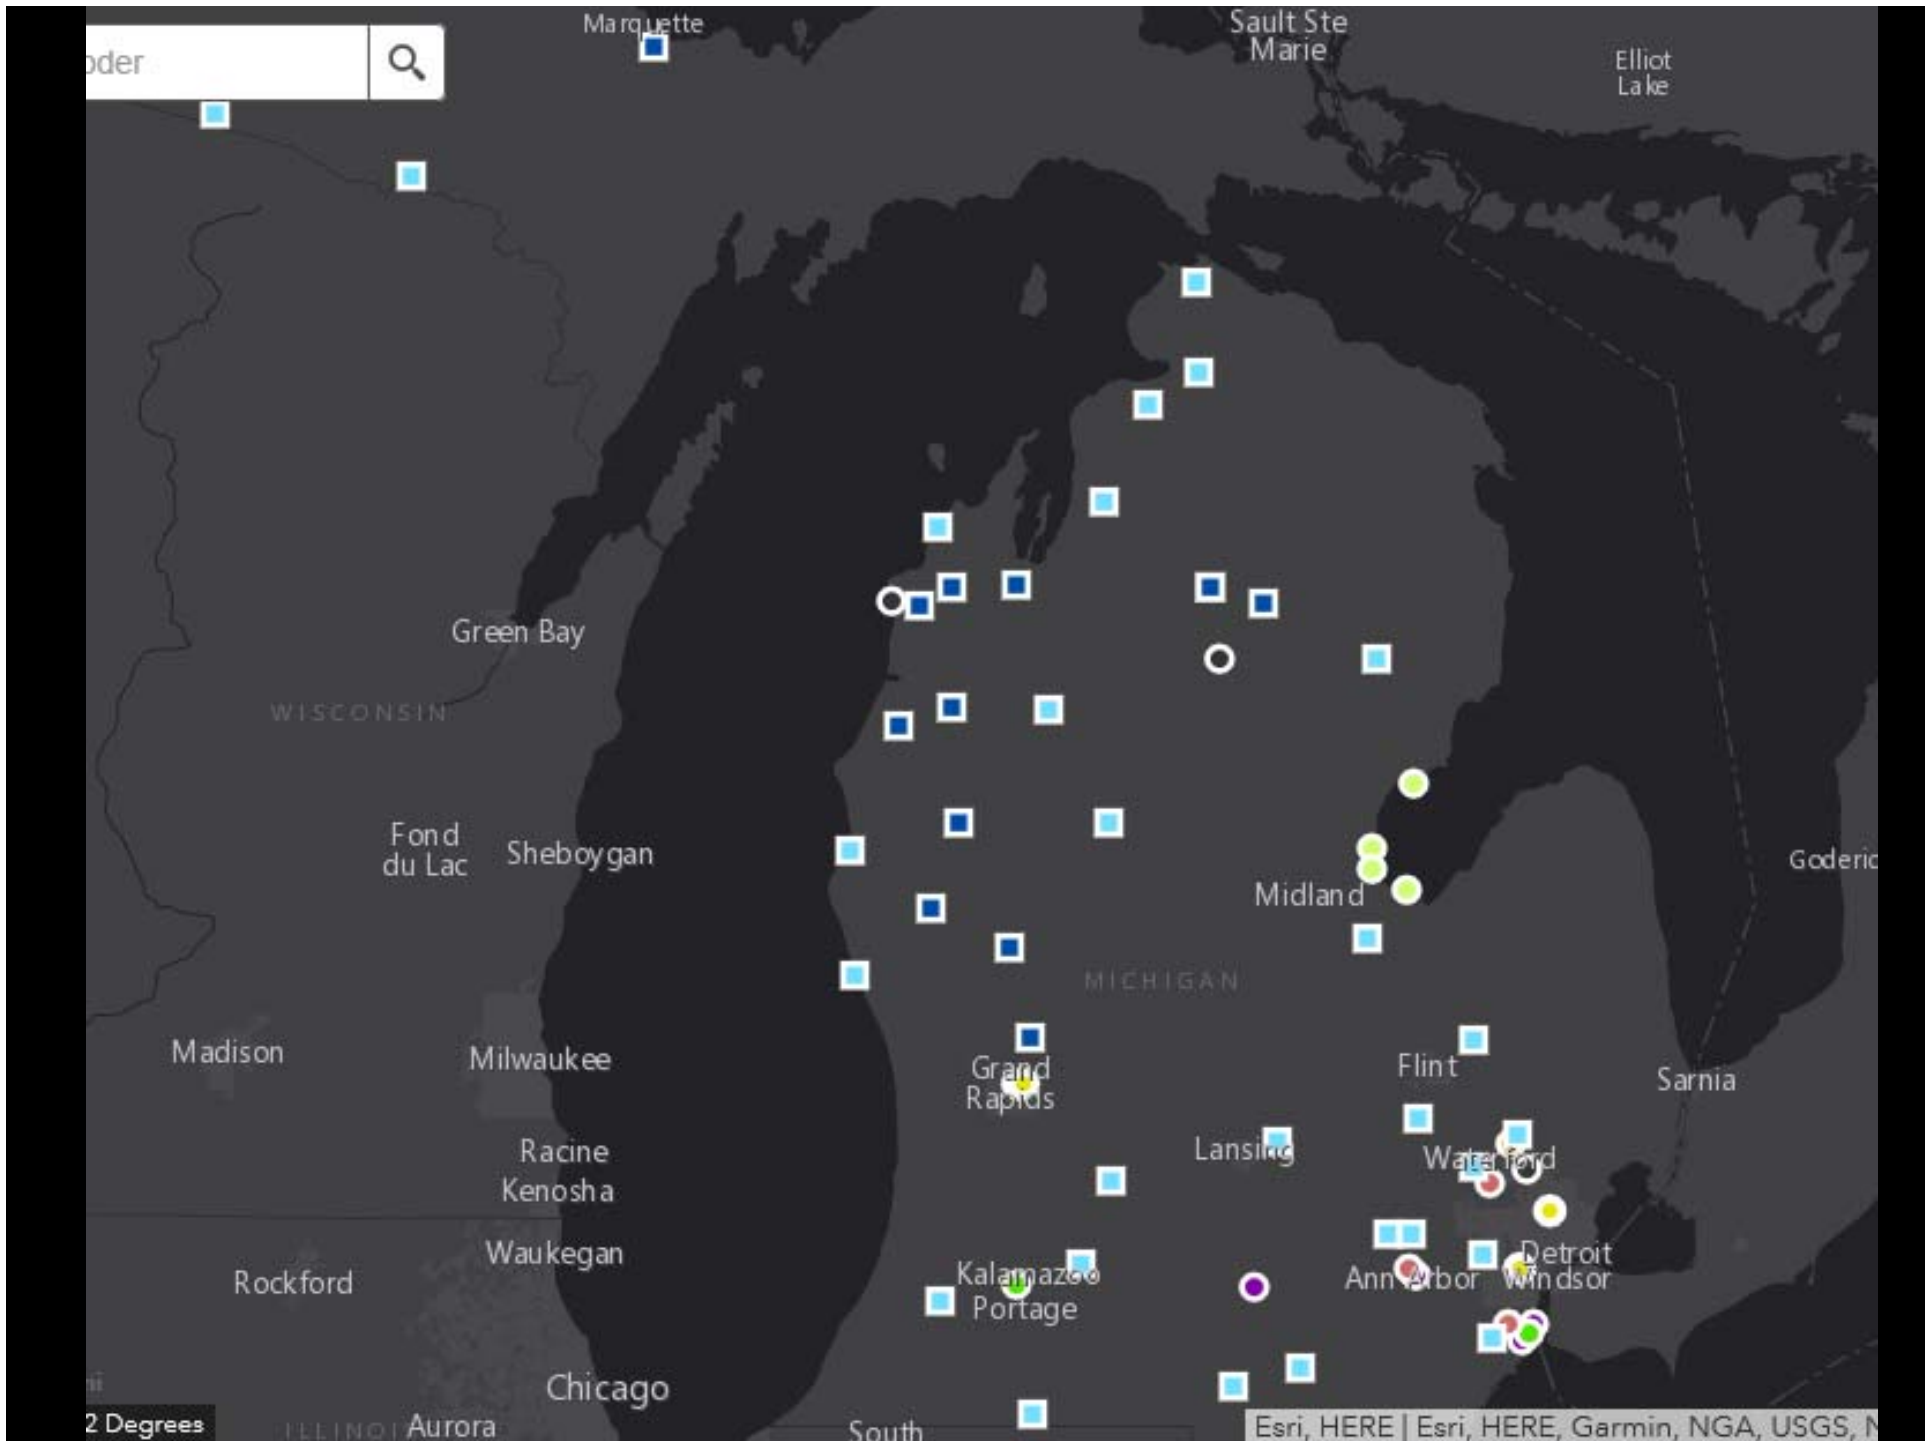 Marquette
Sault Ste
Marie
Elliot
Lake
oder
Green Bay
WISCONSIN
Fond
du Lac
Sheboygan
Midland
Goderic
MICHIGAN
Madison
Milwaukee
Grand
Rapids
Flint
Sarnia
Racine
Kenosha
Lansing
Waterford
Waukegan
Rockford
Kalamazoo
Portage
Ann Arbor
Detroit
Windsor
Chicago
2 Degrees
ILLINOI
Aurora
South
Esri, HERE | Esri, HERE, Garmin, NGA, USGS, N